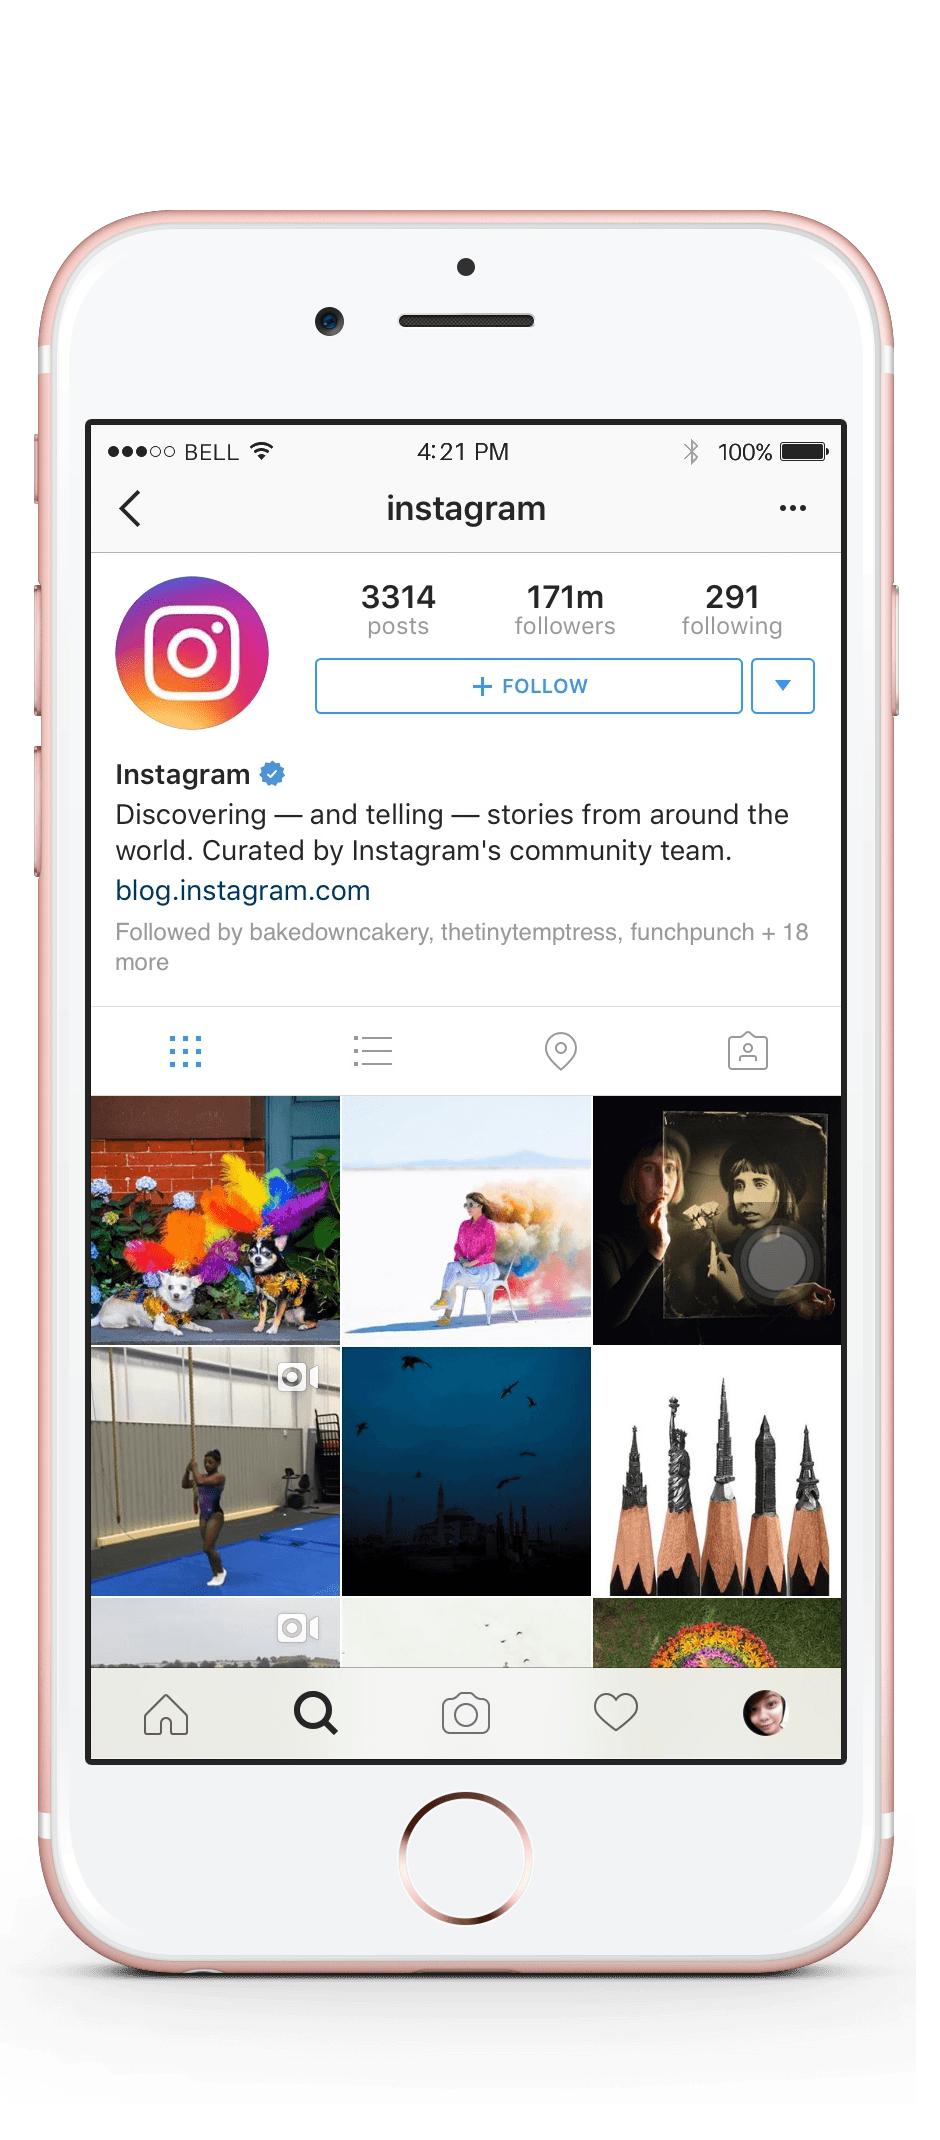 BELL 4:21 PM 100%
instagram
3314 171m 291
posts followers following
+ FOLLOW
Instagram
Discovering — and telling — stories from around the
world. Curated by Instagram's community team.
blog.instagram.com
Followed by bakedowncakery, thetinytemptress, funchpunch + 18
more